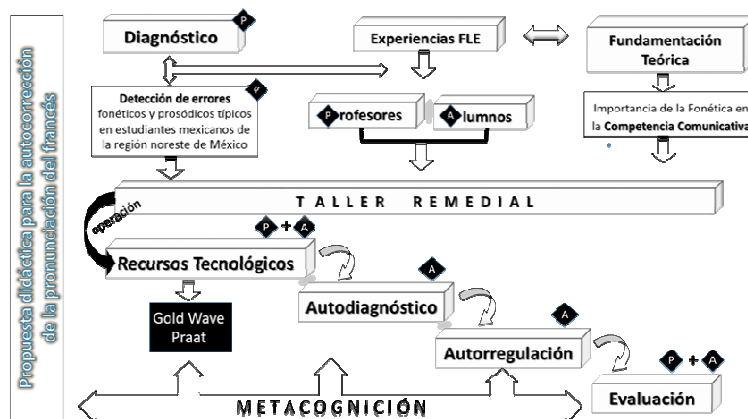 Propuesta didáctica para la autocorrección
de la pronunciación del francés
Diagnóstico
P
Experiencias FLE
Fundamentación
Teórica
Detección de errores
fonéticos y prosódicos típicos
en estudiantes mexicanos de
la región noreste de México
P
Profesores
Alumnos
Importancia de la Fonética en
la Competencia Comunicativa
TALLER REMEDIAL
operación
P + A
Recursos Tecnológicos
Gold Wave
Praat
A
Autodiagnóstico
A
Autorregulación
P + A
Evaluación
METACOGNICIÓN